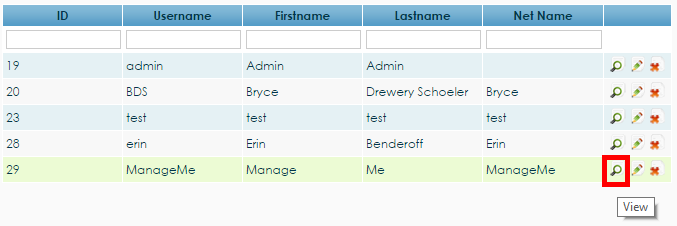 ID Username Firstname Lastname Net Name
19 admin Admin Admin
20 BDS Bryce Drewery Schoeler Bryce
23 test test test test
28 erin Erin Benderoff Erin
29 ManageMe Manage Me ManageMe
View